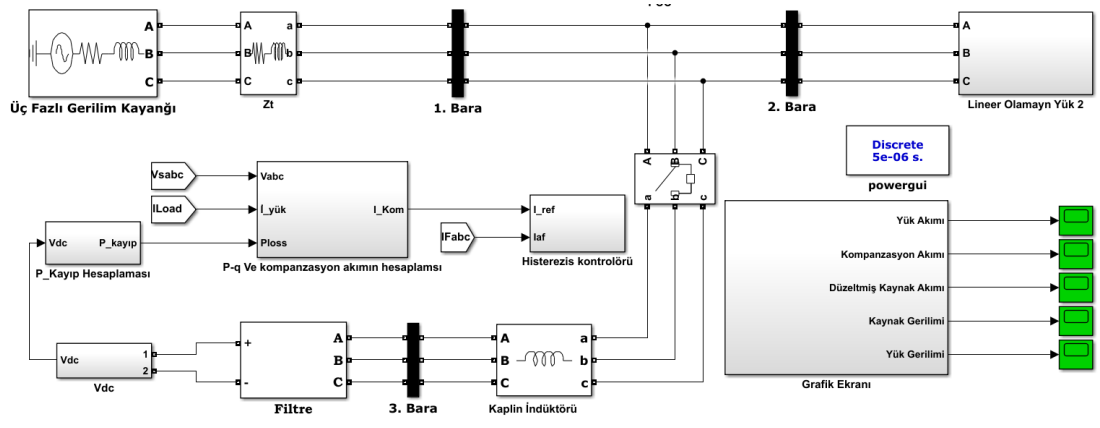 A A a A
B B b B
C C c C
Üç Fazlı Gerilim Kayanğı
Zt
1. Bara
2. Bara
Lineer Olamayn Yük 2
Discrete
5e-06 s.
powergui
A B C
a b c
Vsabc
ILoad
Vabc
İ_yük
Ploss
I_Kom
IFabc
I_ref
Iaf
Histerezis kontrolörü
Vdc P_kayıp
P_Kayıp Hesaplaması
P-q Ve kompanzasyon akımın hesaplamsı
Yük Akımı
Kompanzasyon Akımı
Düzeltmiş Kaynak Akımı
Kaynak Gerilimi
Yük Gerilimi
Grafik Ekranı
Vdc 1
2
Vdc
+
-
A A a
B B b
C C c
Filtre
3. Bara
Kaplin İndüktörü